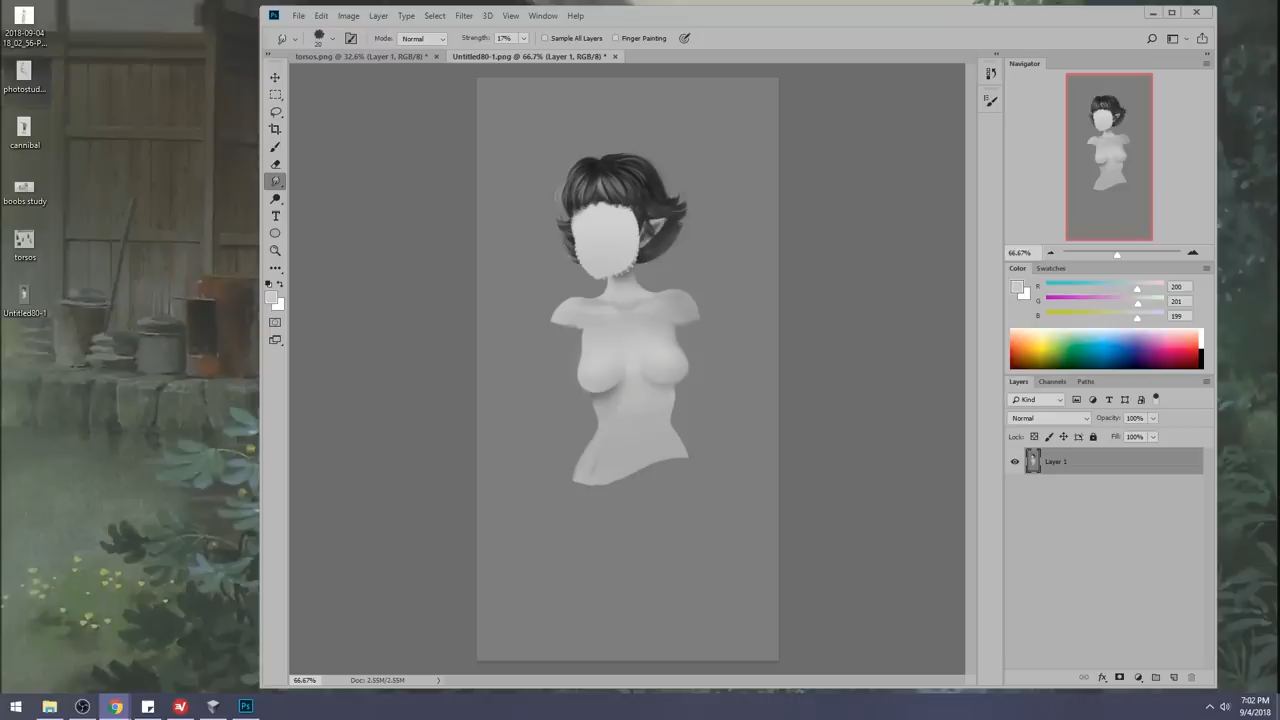 2018-09-04
18_02_56-P...
photostud...
cannibal
boobs study
torsos
Untitled80-1
Ps
File Edit Image Layer Type Select Filter 3D View Window Help
20
Mode: Normal
Strength: 17%
Sample All Layers
Finger Painting
torsos.png @ 32.6% (Layer 1, RGB/8) * ×
Untitled80-1.png @ 66.7% (Layer 1, RGB/8) * ×
66.67%
Doc: 2.55M/2.55M
Navigator
66.67%
Color Swatches
R 200
G 201
B 199
Layers Channels Paths
Kind
Normal Opacity: 100%
Lock: Fill: 100%
Layer 1
fx
Ps
7:02 PM
9/4/2018